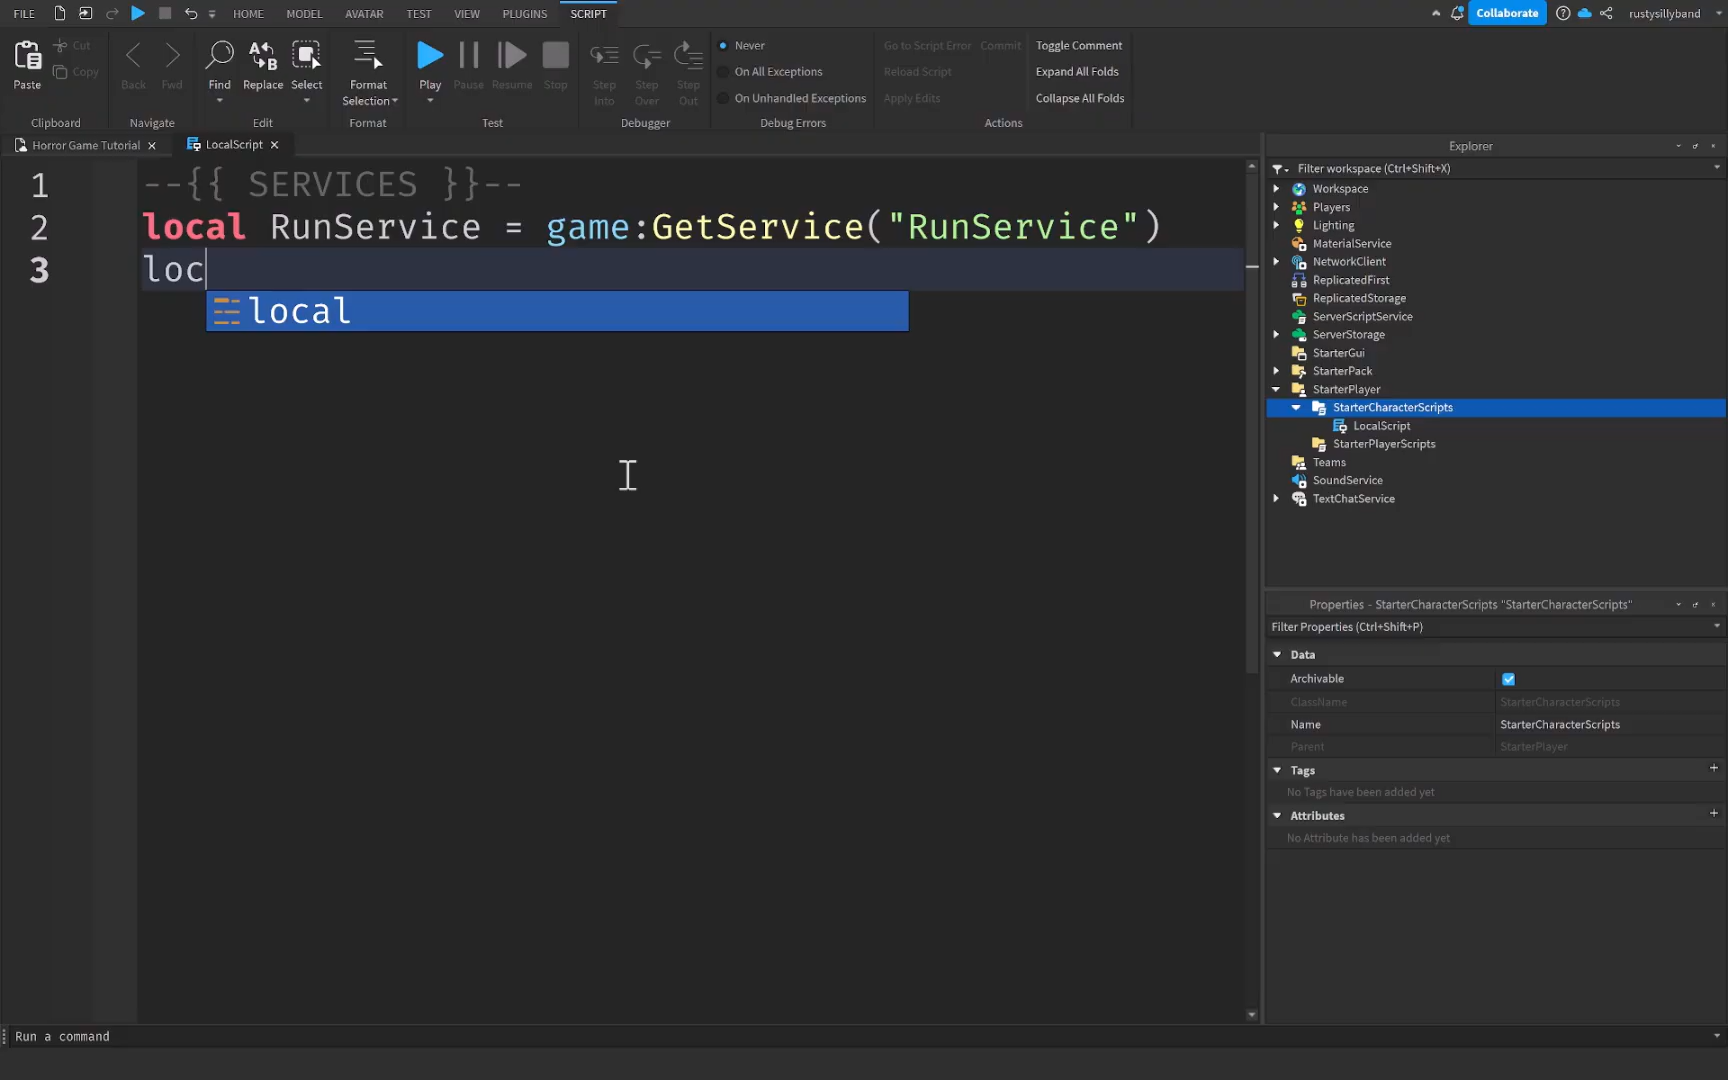 FILE HOME MODEL AVATAR TEST VIEW PLUGINS SCRIPT Collaborate rustysillyband
Paste Cut Copy Back Fwd Find Replace Select Format Selection Play Pause Resume Stop Step Into Step Over Step Out
Never
On All Exceptions
On Unhandled Exceptions
Go to Script Error Commit
Reload Script
Apply Edits
Toggle Comment
Expand All Folds
Collapse All Folds
Clipboard Navigate Edit Format Test Debugger Debug Errors Actions
Horror Game Tutorial LocalScript
1 --{{ SERVICES }}--
2 local RunService = game:GetService("RunService")
3 loc
local
Explorer
Filter workspace (Ctrl+Shift+X)
Workspace
Players
Lighting
MaterialService
NetworkClient
ReplicatedFirst
ReplicatedStorage
ServerScriptService
ServerStorage
StarterGui
StarterPack
StarterPlayer
StarterCharacterScripts
LocalScript
StarterPlayerScripts
Teams
SoundService
TextChatService
Properties - StarterCharacterScripts "StarterCharacterScripts"
Filter Properties (Ctrl+Shift+P)
Data
Archivable
ClassName StarterCharacterScripts
Name StarterCharacterScripts
Parent StarterPlayer
Tags
No Tags have been added yet
Attributes
No Attribute has been added yet
Run a command